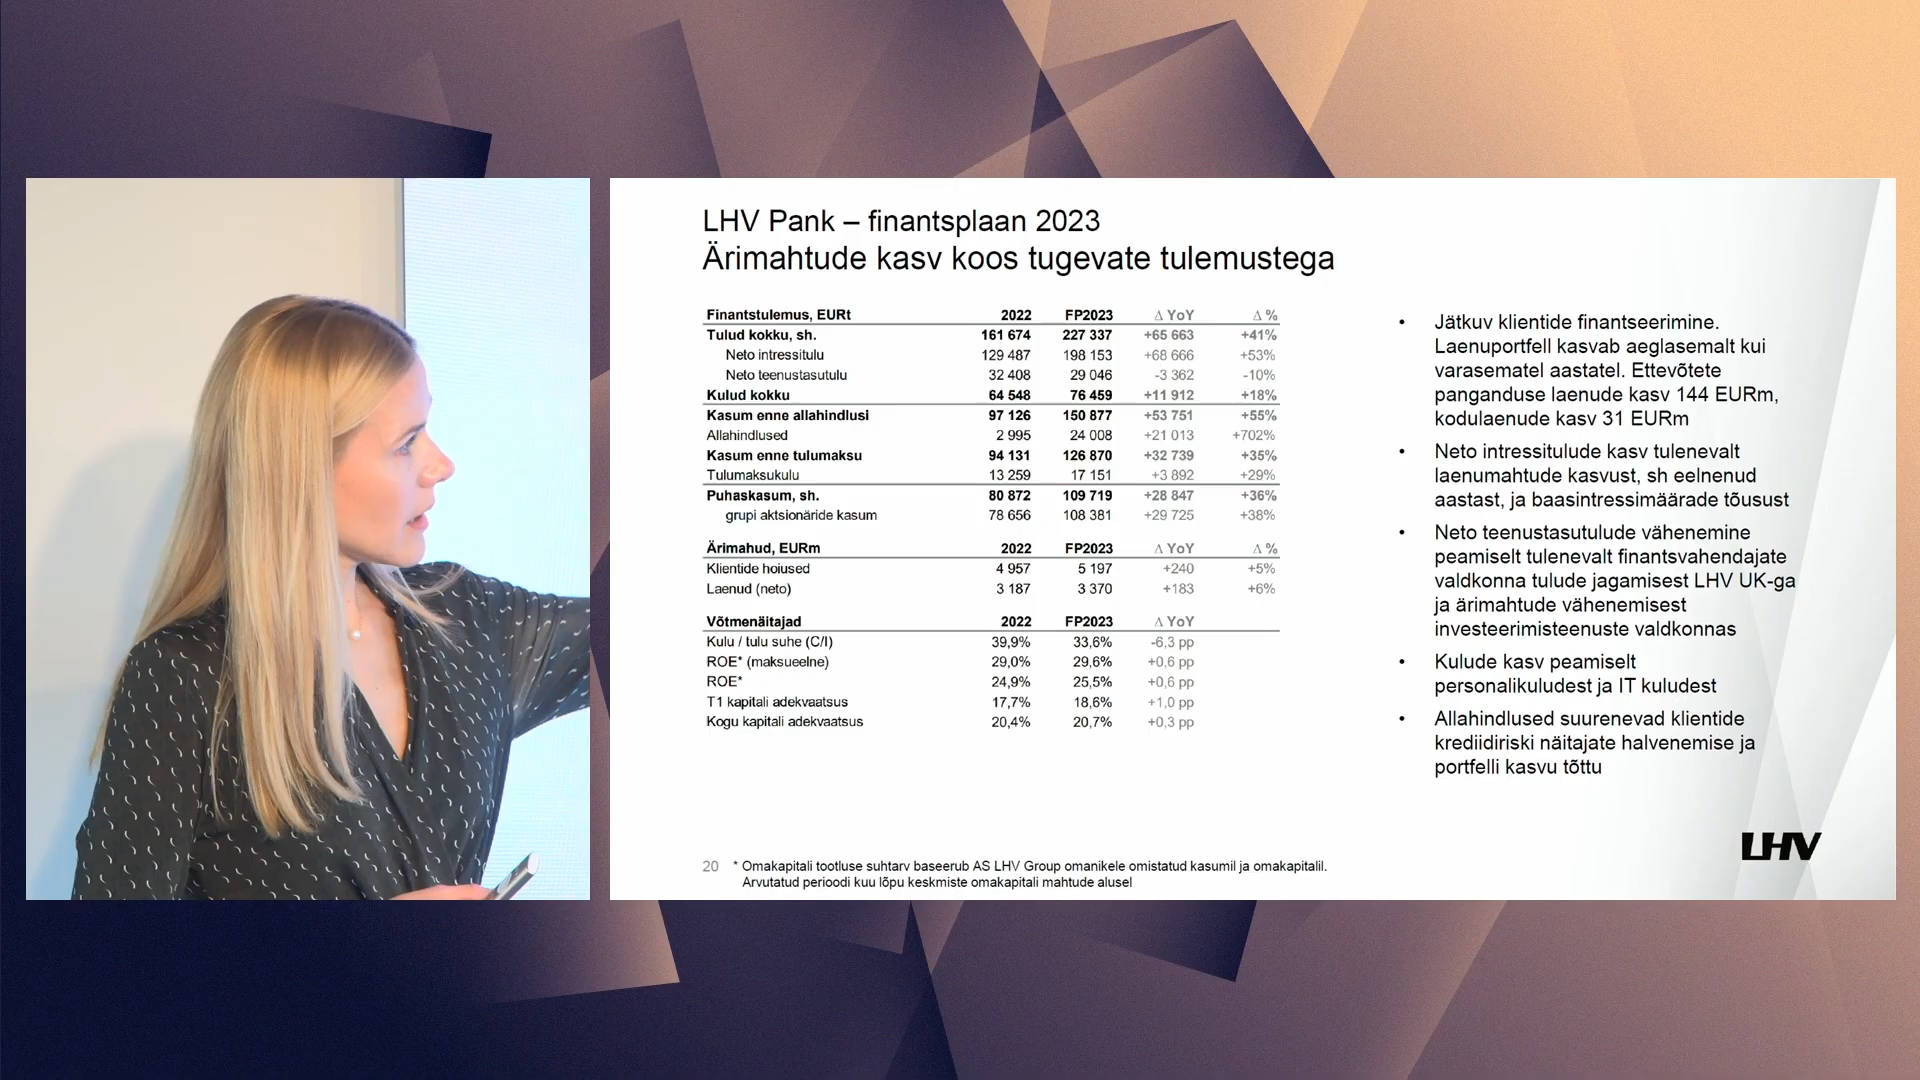 LHV Pank – finantsplaan 2023
Ärimahtude kasv koos tugevate tulemustega
Finantstulemus, EURt 2022 FP2023 Δ YoY Δ %
Tulud kokku, sh. 161 674 227 337 +65 663 +41%
Neto intressitulu 129 487 198 153 +68 666 +53%
Neto teenustasutulu 32 408 29 046 -3 362 -10%
Kulud kokku 64 548 76 459 +11 912 +18%
Kasum enne allahindlusi 97 126 150 877 +53 751 +55%
Allahindlused 2 995 24 008 +21 013 +702%
Kasum enne tulumaksu 94 131 126 870 +32 739 +35%
Tulumaksukulu 13 259 17 151 +3 892 +29%
Puhaskasum, sh. 80 872 109 719 +28 847 +36%
grupi aktsionäride kasum 78 656 108 381 +29 725 +38%
Ärimahud, EURm 2022 FP2023 Δ YoY Δ %
Klientide hoiused 4 957 5 197 +240 +5%
Laenud (neto) 3 187 3 370 +183 +6%
Võtmenäitajad 2022 FP2023 Δ YoY
Kulu / tulu suhe (C/I) 39,9% 33,6% -6,3 pp
ROE* (maksueelne) 29,0% 29,6% +0,6 pp
ROE* 24,9% 25,5% +0,6 pp
T1 kapitali adekvaatsus 17,7% 18,6% +1,0 pp
Kogu kapitali adekvaatsus 20,4% 20,7% +0,3 pp
• Jätkuv klientide finantseerimine.
Laenuportfell kasvab aeglasemalt kui
varasematel aastatel. Ettevõtete
panganduse laenude kasv 144 EURm,
kodulaenude kasv 31 EURm
• Neto intressitulude kasv tulenevalt
laenumahtude kasvust, sh eelnenud
aastast, ja baasintressimäärade tõusust
• Neto teenustasutulude vähenemine
peamiselt tulenevalt finantsvahendajate
valdkonna tulude jagamisest LHV UK-ga
ja ärimahtude vähenemisest
investeerimisteenuste valdkonnas
• Kulude kasv peamiselt
personalikuludest ja IT kuludest
• Allahindlused suurenevad klientide
krediidiriski näitajate halvenemise ja
portfelli kasvu tõttu
LHV
20 * Omakapitali tootluse suhtarv baseerub AS LHV Group omanikele omistatud kasumil ja omakapitalil.
Arvutatud perioodi kuu lõpu keskmiste omakapitali mahtude alusel